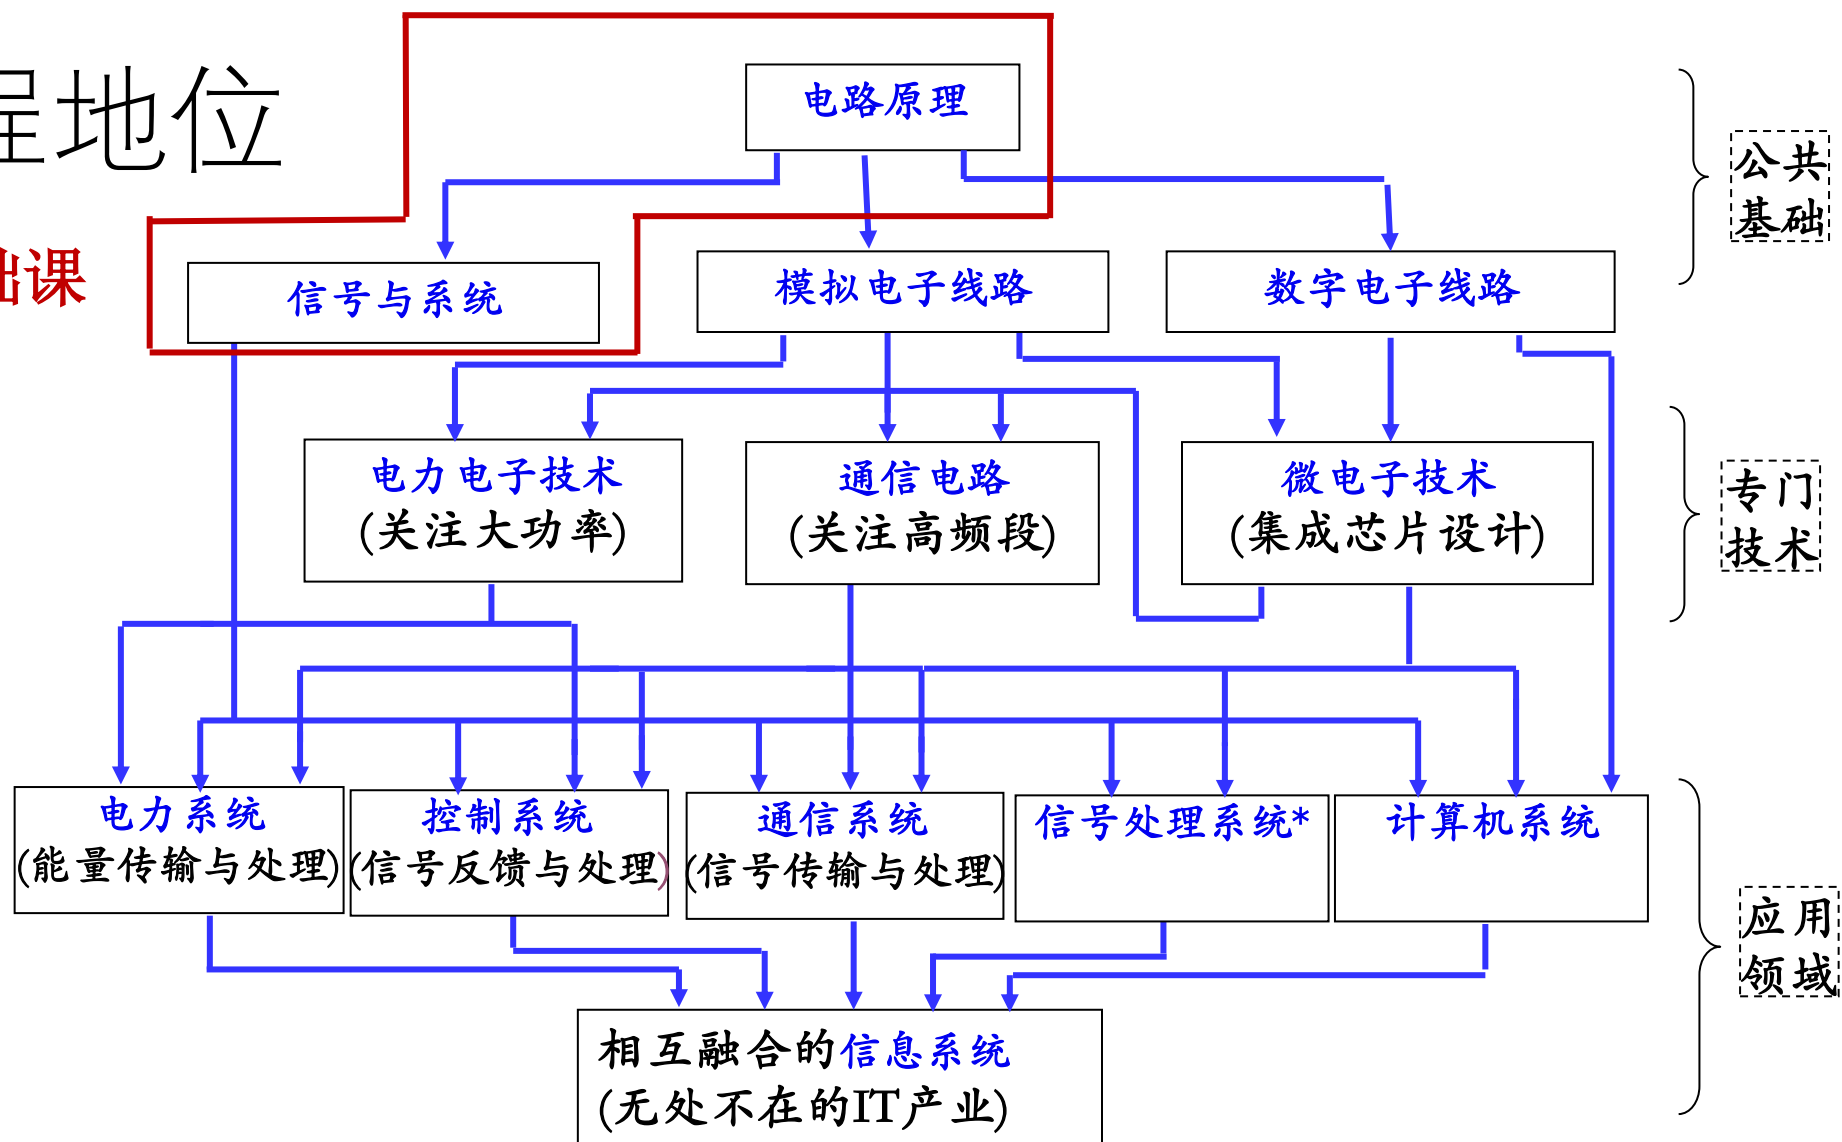 程地位
础课
电路原理
公共
基础
信号与系统
模拟电子线路
数字电子线路
电力电子技术
(关注大功率)
通信电路
(关注高频段)
微电子技术
(集成芯片设计)
专门
技术
电力系统
(能量传输与处理)
控制系统
(信号反馈与处理)
通信系统
(信号传输与处理)
信号处理系统*
计算机系统
应用
领域
相互融合的信息系统
(无处不在的IT产业)